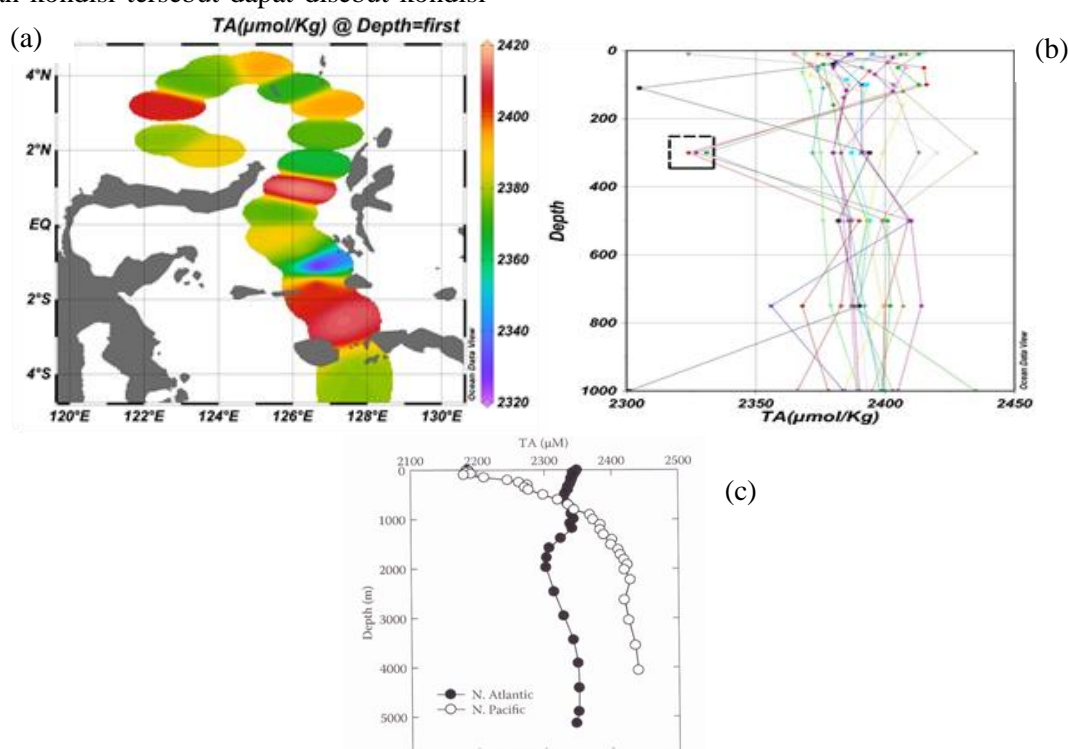 kondisi tersebut dapat disebut kondisi
(a)
TA(µmol/Kg) @ Depth=first
4°N
2°N
EQ
2°S
4°S
120°E 122°E 124°E 126°E 128°E 130°E
Ocean Data View
2420
2400
2380
2360
2340
2320
(b)
0
200
400
600
800
1000
Depth
2300 2350 2400 2450
TA(µmol/Kg)
Ocean Data View
(c)
TA (µM)
2100 2200 2300 2400 2500
0
1000
2000
3000
4000
5000
Depth (m)
N. Atlantic
N. Pacific